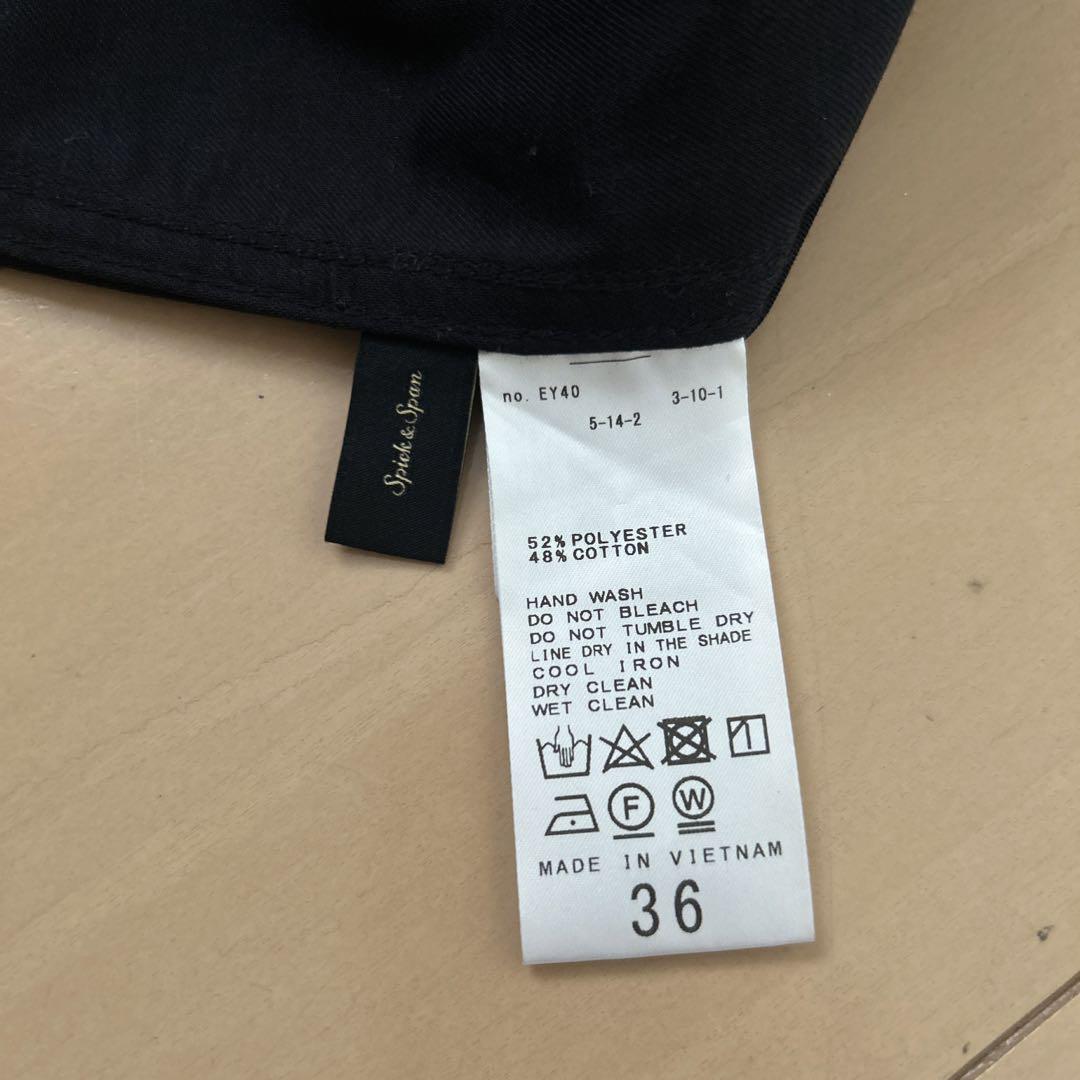 Spick&Span
no. EY40
3-10-1
5-14-2
52% POLYESTER
48% COTTON
HAND WASH
DO NOT BLEACH
DO NOT TUMBLE DRY
LINE DRY IN THE SHADE
COOL IRON
DRY CLEAN
WET CLEAN
F W
MADE IN VIETNAM
36